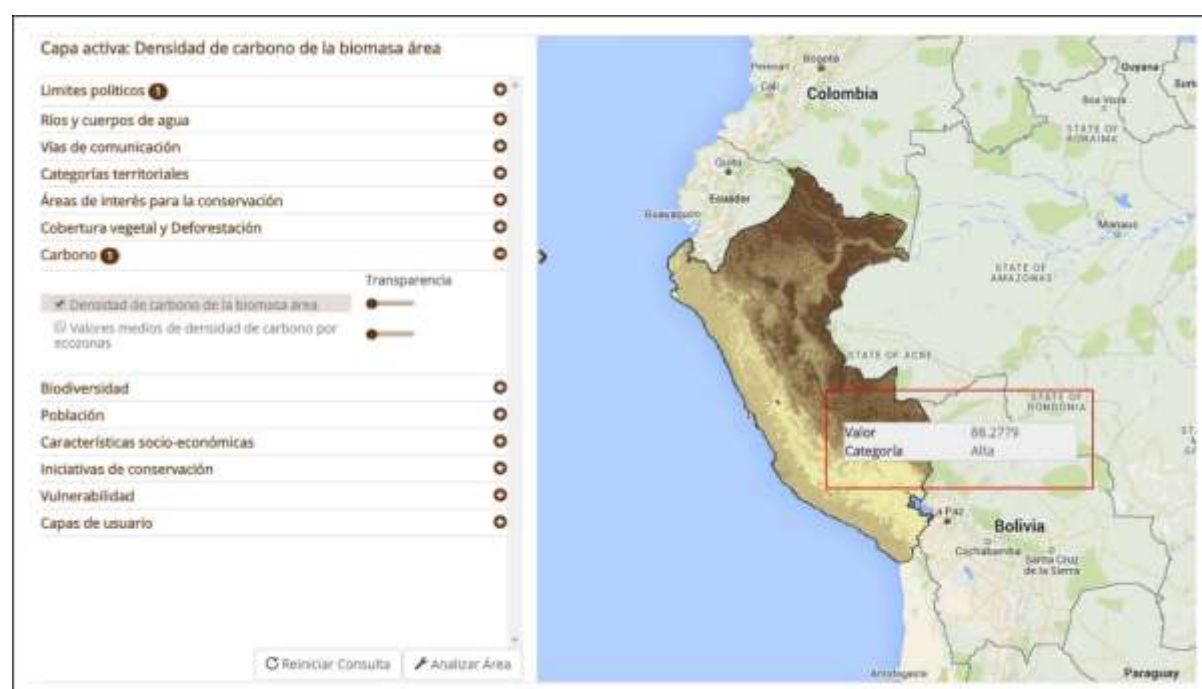 Capa activa: Densidad de carbono de la biomasa área
Limites políticos 1
Ríos y cuerpos de agua
Vías de comunicación
Categorías territoriales
Áreas de interés para la conservación
Cobertura vegetal y Deforestación
Carbono 1
Transparencia
Densidad de carbono de la biomasa área
Valores medios de densidad de carbono por
ecozonas
Biodiversidad
Población
Características socio-económicas
Iniciativas de conservación
Vulnerabilidad
Capas de usuario
Reiniciar Consulta
Analizar Área
Bogotá
Cali
Colombia
Guyana
Boa Vista
STATE OF
RORAIMA
Quito
Ecuador
Guayaquil
Manaus
STATE OF
AMAZONAS
STATE OF ACRE
STATE OF
RONDÔNIA
Valor 88.2779
Categoría Alta
La Paz
Bolivia
Cochabamba
Santa Cruz
de la Sierra
Antofagasta
Paraguay